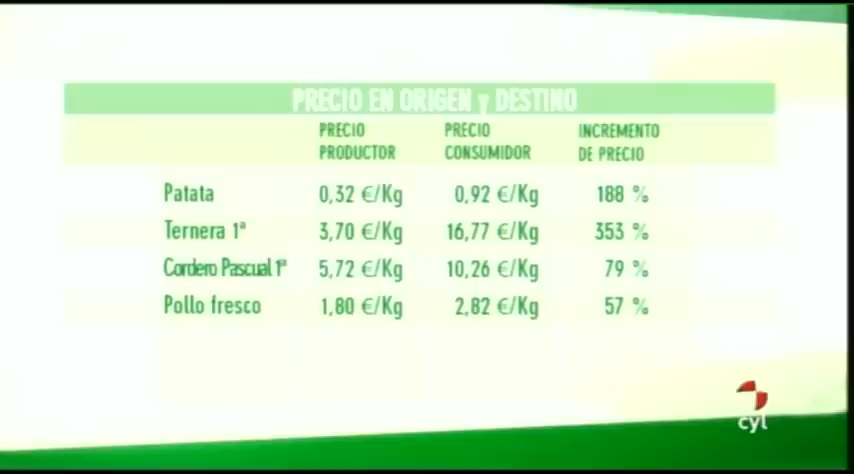 PRECIO EN ORIGEN y DESTINO
PRECIO PRODUCTOR PRECIO CONSUMIDOR INCREMENTO DE PRECIO
Patata 0,32 €/Kg 0,92 €/Kg 188 %
Ternera 1ª 3,70 €/Kg 16,77 €/Kg 353 %
Cordero Pascual 1ª 5,72 €/Kg 10,26 €/Kg 79 %
Pollo fresco 1,80 €/Kg 2,82 €/Kg 57 %
cyl